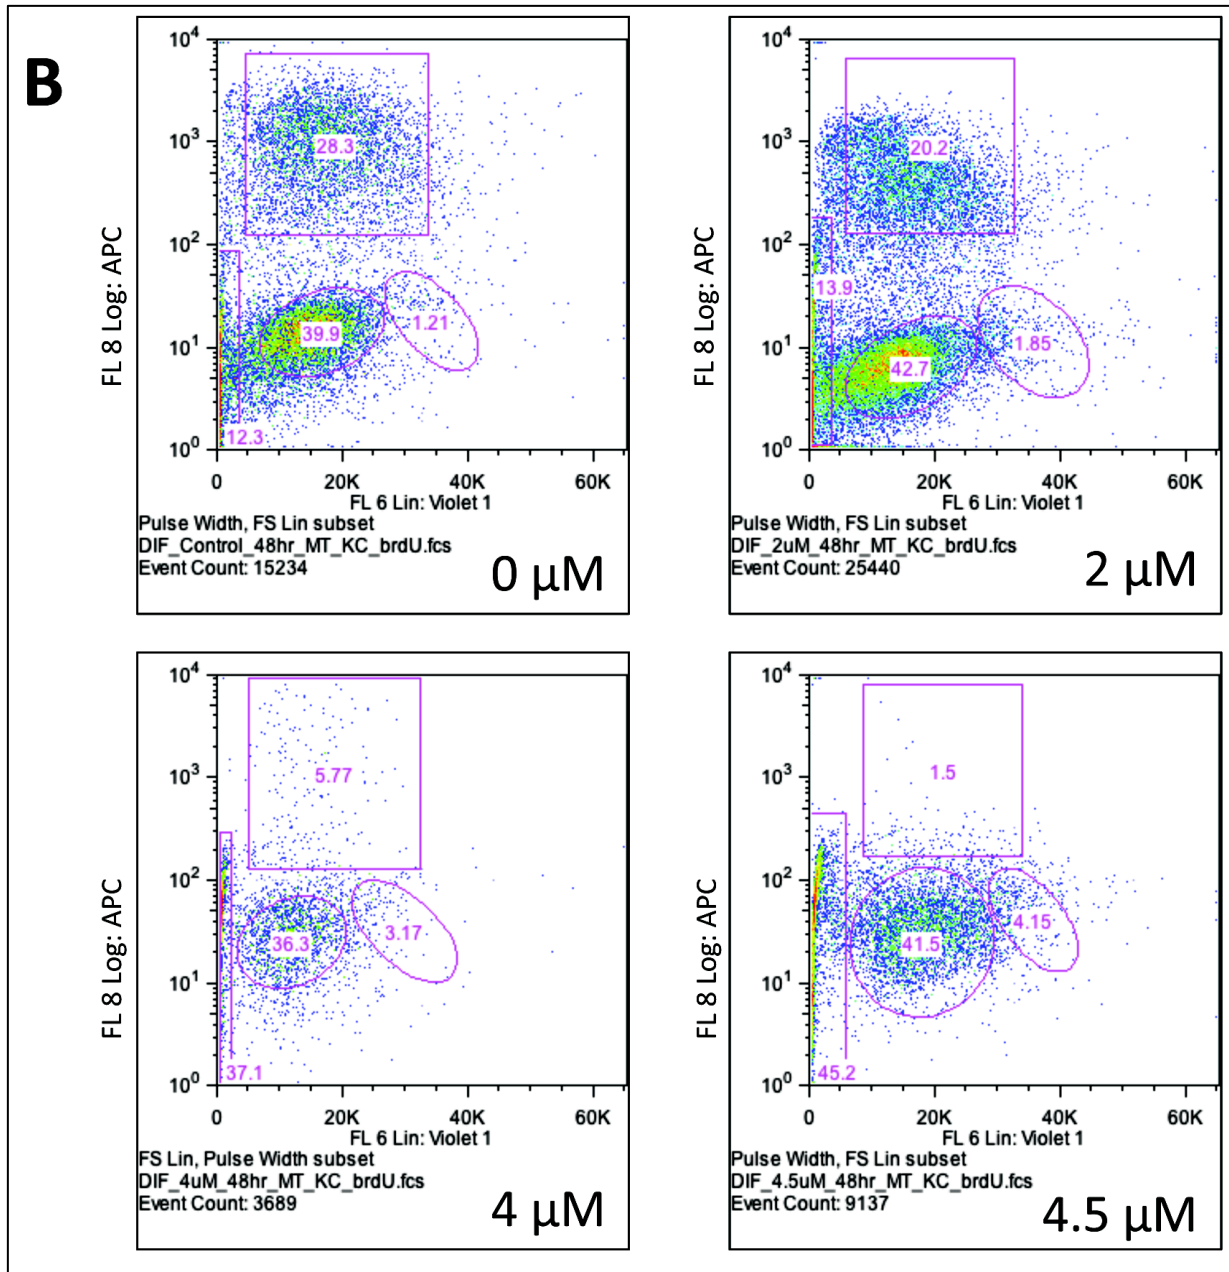 B
10⁴
10³
10²
10¹
10⁰
FL 8 Log: APC
28.3
39.9
1.21
12.3
0 20K 40K 60K
FL 6 Lin: Violet 1
Pulse Width, FS Lin subset
DIF_Control_48hr_MT_KC_brdU.fcs
Event Count: 15234
0 μM
10⁴
10³
10²
10¹
10⁰
FL 8 Log: APC
20.2
13.9
42.7
1.85
0 20K 40K 60K
FL 6 Lin: Violet 1
Pulse Width, FS Lin subset
DIF_2uM_48hr_MT_KC_brdU.fcs
Event Count: 25440
2 μM
10⁴
10³
10²
10¹
10⁰
FL 8 Log: APC
5.77
36.3
3.17
37.1
0 20K 40K 60K
FL 6 Lin: Violet 1
FS Lin, Pulse Width subset
DIF_4uM_48hr_MT_KC_brdU.fcs
Event Count: 3689
4 μM
10⁴
10³
10²
10¹
10⁰
FL 8 Log: APC
1.5
41.5
4.15
45.2
0 20K 40K 60K
FL 6 Lin: Violet 1
Pulse Width, FS Lin subset
DIF_4.5uM_48hr_MT_KC_brdU.fcs
Event Count: 9137
4.5 μM